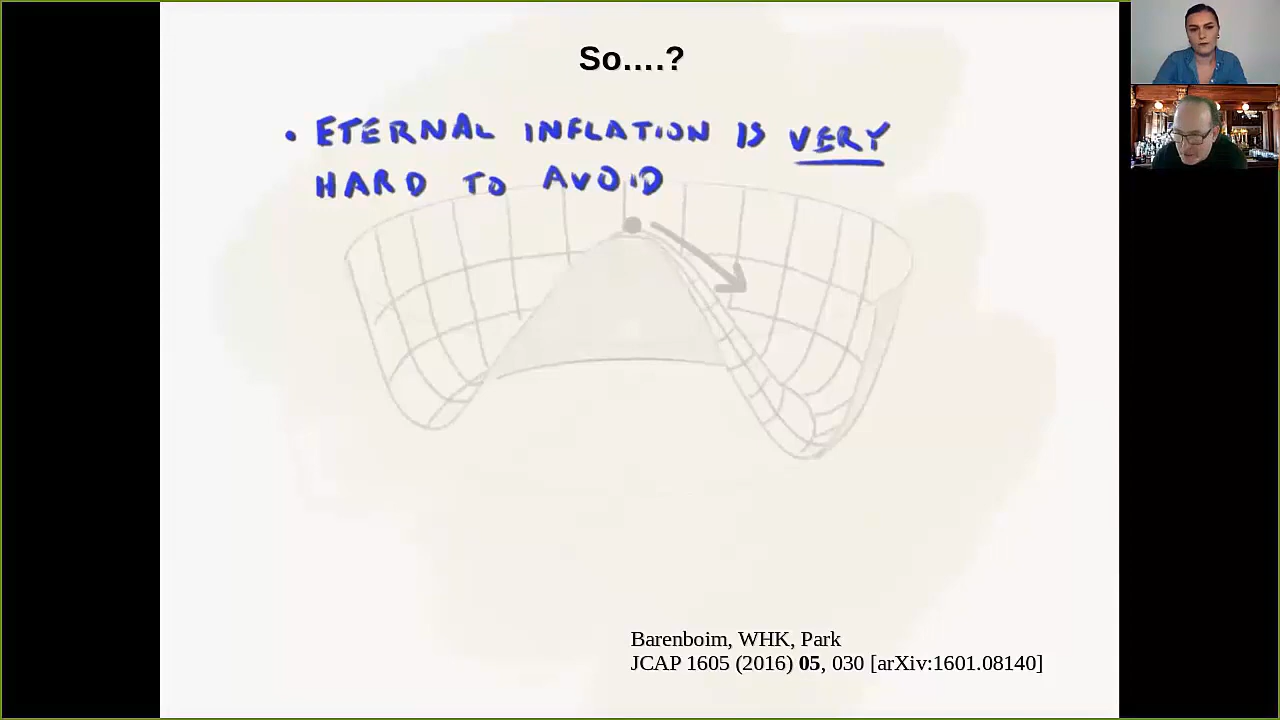 So....?
• ETERNAL INFLATION IS VERY
HARD TO AVOID
Barenboim, WHK, Park
JCAP 1605 (2016) 05, 030 [arXiv:1601.08140]